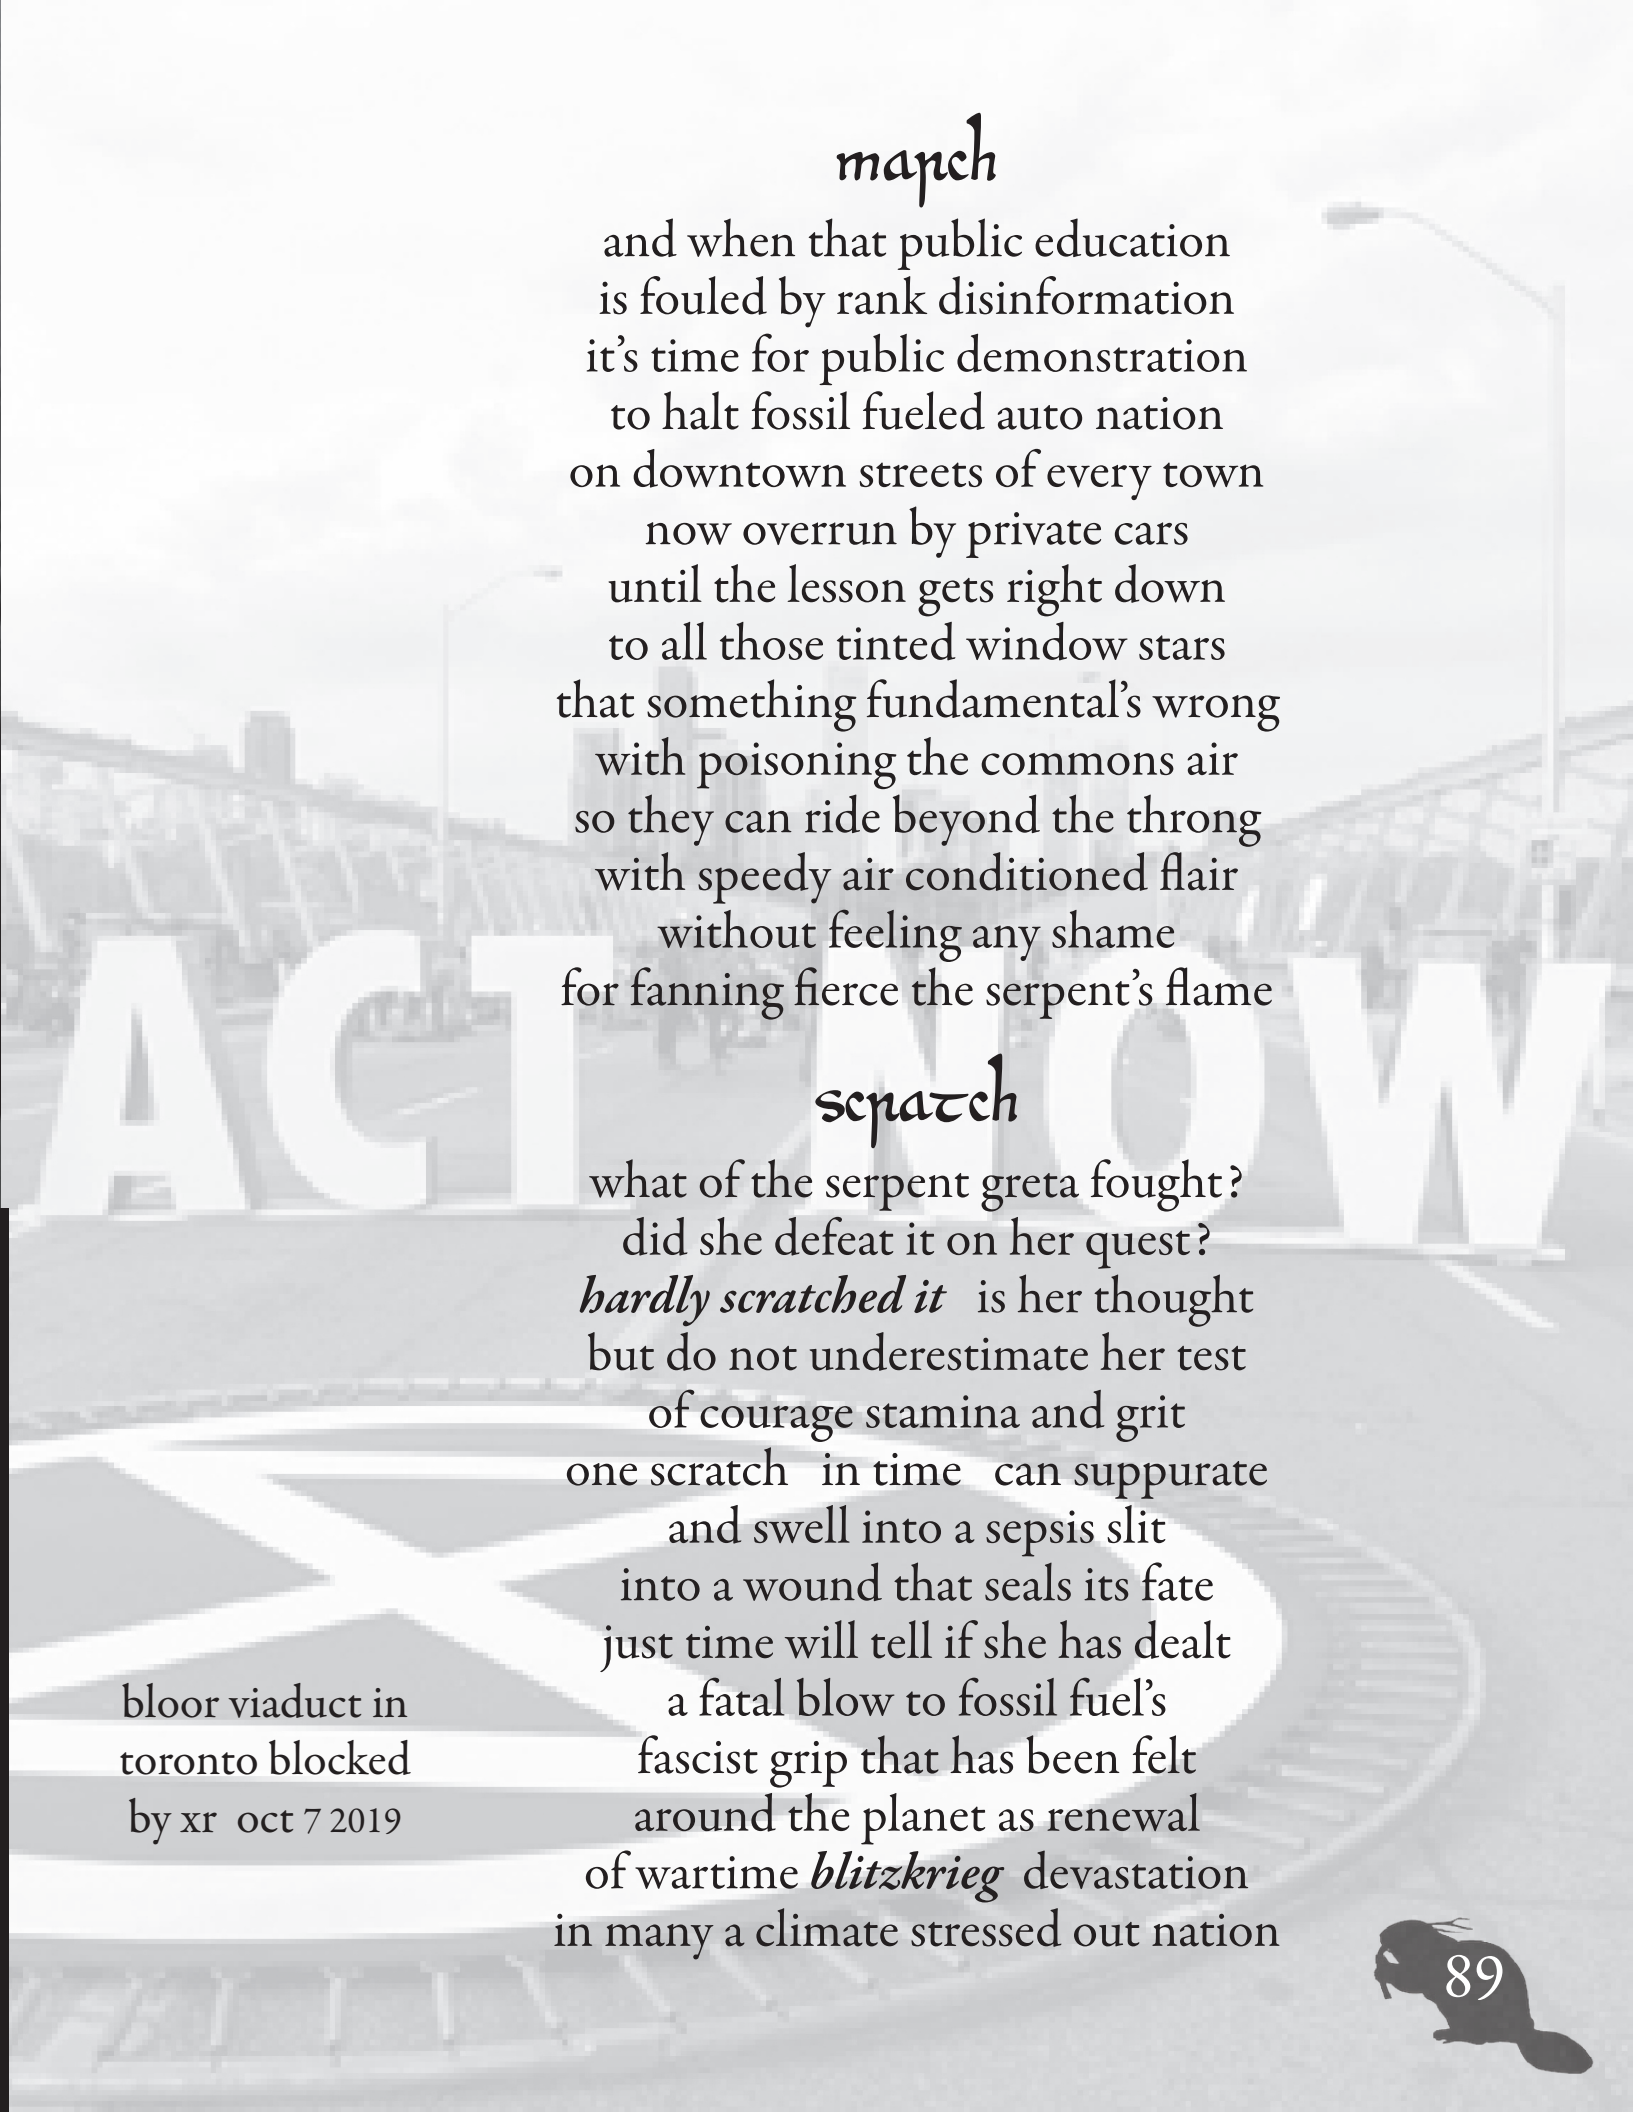 march
and when that public education
is fouled by rank disinformation
it's time for public demonstration
to halt fossil fueled auto nation
on downtown streets of every town
now overrun by private cars
until the lesson gets right down
to all those tinted window stars
that something fundamental's wrong
with poisoning the commons air
so they can ride beyond the throng
with speedy air conditioned flair
without feeling any shame
for fanning fierce the serpent's flame
ACT NOW
scratch
what of the serpent greta fought?
did she defeat it on her quest?
hardly scratched it is her thought
but do not underestimate her test
of courage stamina and grit
one scratch in time can suppurate
and swell into a sepsis slit
into a wound that seals its fate
just time will tell if she has dealt
a fatal blow to fossil fuel's
fascist grip that has been felt
around the planet as renewal
of wartime blitzkrieg devastation
in many a climate stressed out nation
bloor viaduct in
toronto blocked
by xr oct 7 2019
89